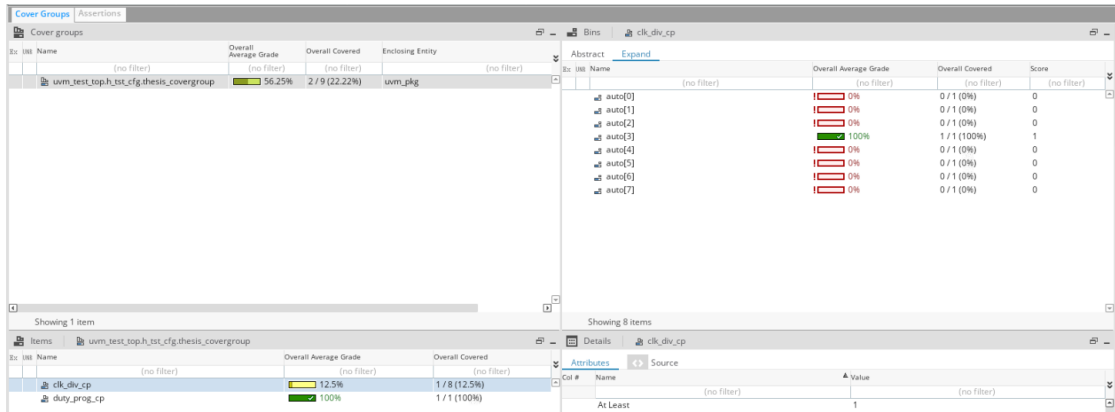 Cover Groups Assertions
Cover groups
Ex UNR Name Overall Average Grade Overall Covered Enclosing Entity
(no filter) (no filter) (no filter) (no filter)
uvm_test_top.h_tst_cfg.thesis_covergroup 56.25% 2 / 9 (22.22%) uvm_pkg
Showing 1 item
Bins clk_div_cp
Abstract Expand
Ex UNR Name Overall Average Grade Overall Covered Score
(no filter) (no filter) (no filter) (no filter)
auto[0] ! 0% 0 / 1 (0%) 0
auto[1] ! 0% 0 / 1 (0%) 0
auto[2] ! 0% 0 / 1 (0%) 0
auto[3] 100% 1 / 1 (100%) 1
auto[4] ! 0% 0 / 1 (0%) 0
auto[5] ! 0% 0 / 1 (0%) 0
auto[6] ! 0% 0 / 1 (0%) 0
auto[7] ! 0% 0 / 1 (0%) 0
Showing 8 items
Items uvm_test_top.h_tst_cfg.thesis_covergroup
Ex UNR Name Overall Average Grade Overall Covered
(no filter) (no filter) (no filter)
clk_div_cp 12.5% 1 / 8 (12.5%)
duty_prog_cp 100% 1 / 1 (100%)
Details clk_div_cp
Attributes Source
Col # Name Value
(no filter) (no filter)
At Least 1